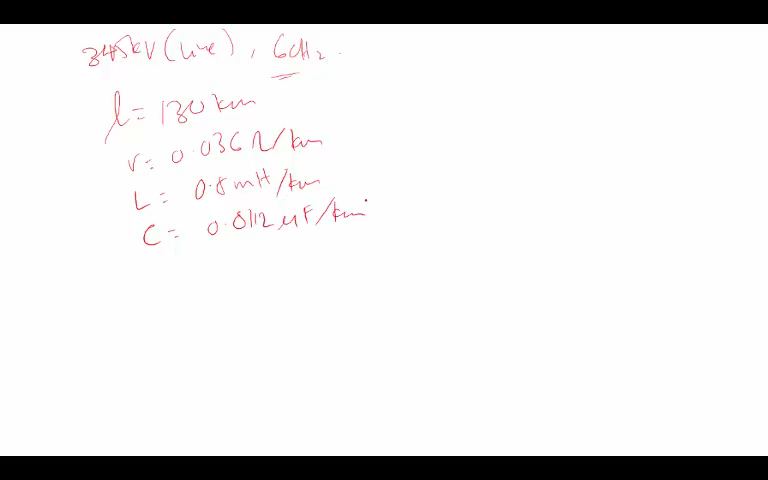 345kV (line), 60Hz.
l = 130 km
r = 0.036 Ω/km
L = 0.8 mH/km
C = 0.0112 μF/km